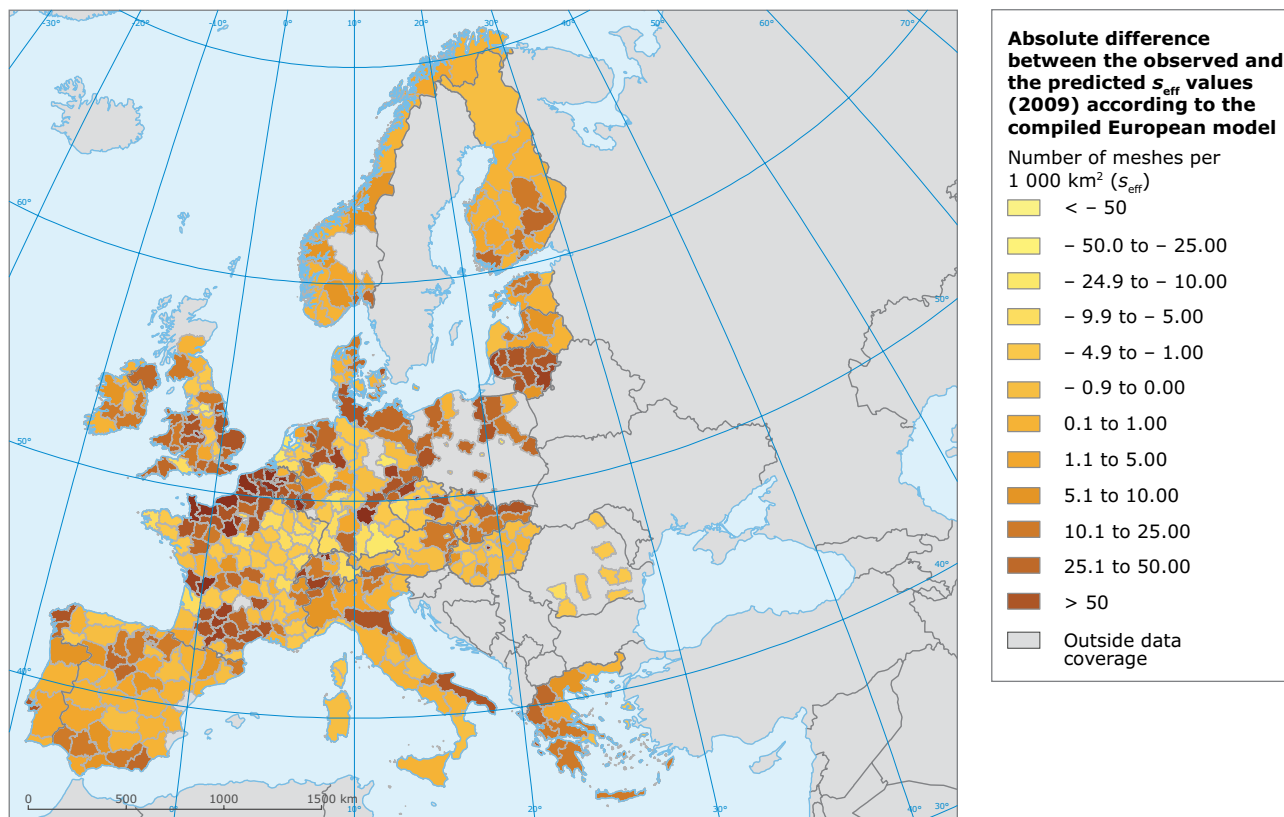 -30°
-20°
-10°
0°
10°
20°
30°
40°
50°
60°
70°
60°
50°
50°
40°
40°
0
500
1000
1500 km
0°
10°
20°
30°
40°
Absolute difference
between the observed and
the predicted seff values
(2009) according to the
compiled European model
Number of meshes per
1 000 km² (seff)
< – 50
– 50.0 to – 25.00
– 24.9 to – 10.00
– 9.9 to – 5.00
– 4.9 to – 1.00
– 0.9 to 0.00
0.1 to 1.00
1.1 to 5.00
5.1 to 10.00
10.1 to 25.00
25.1 to 50.00
> 50
Outside data
coverage